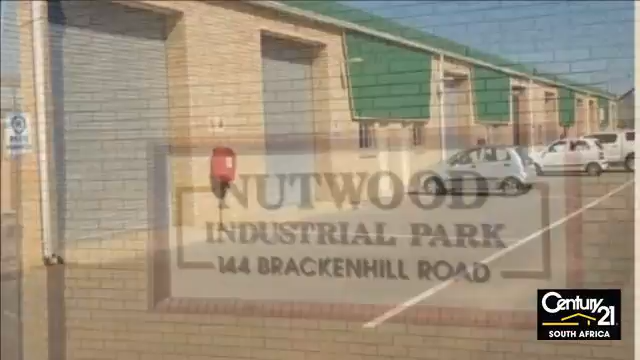 NUTWOOD
INDUSTRIAL PARK
144 BRACKENHILL ROAD
Century 21
SOUTH AFRICA